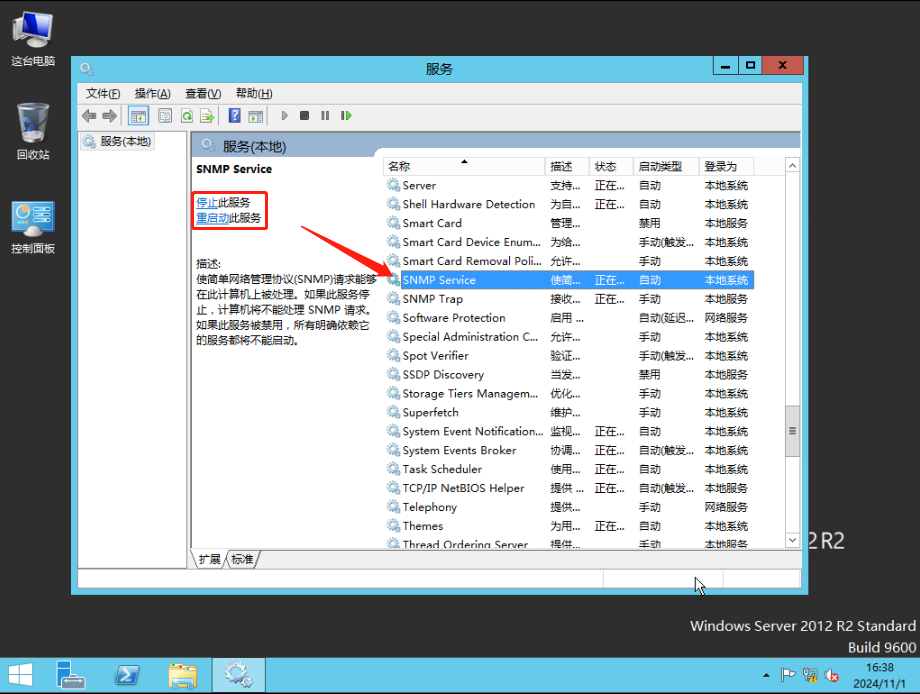 这台电脑
回收站
控制面板
服务
文件(F) 操作(A) 查看(V) 帮助(H)
服务(本地)
服务(本地)
SNMP Service
停止此服务
重启动此服务
描述:
使简单网络管理协议(SNMP)请求能够
在此计算机上被处理。如果此服务停
止，计算机将不能处理 SNMP 请求。
如果此服务被禁用，所有明确依赖它
的服务都将不能启动。
名称 描述 状态 启动类型 登录为
Server 支持... 正在... 自动 本地系统
Shell Hardware Detection 为自... 正在... 自动 本地系统
Smart Card 管理... 禁用 本地服务
Smart Card Device Enum... 为给... 手动(触发... 本地系统
Smart Card Removal Poli... 允许... 手动 本地系统
SNMP Service 使简... 正在... 自动 本地系统
SNMP Trap 接收... 正在... 手动 本地服务
Software Protection 启用 ... 自动(延迟... 网络服务
Special Administration C... 允许... 手动 本地系统
Spot Verifier 验证... 手动(触发... 本地系统
SSDP Discovery 当发... 禁用 本地服务
Storage Tiers Managem... 优化... 手动 本地系统
Superfetch 维护... 手动 本地系统
System Event Notification... 监视... 正在... 自动 本地系统
System Events Broker 协调... 正在... 自动(触发... 本地系统
Task Scheduler 使用... 正在... 自动 本地系统
TCP/IP NetBIOS Helper 提供 ... 正在... 自动(触发... 本地服务
Telephony 提供... 手动 网络服务
Themes 为用... 正在... 自动 本地系统
Thread Ordering Server 提供... 手动 本地服务
扩展 标准
2 R2
Windows Server 2012 R2 Standard
Build 9600
16:38
2024/11/1